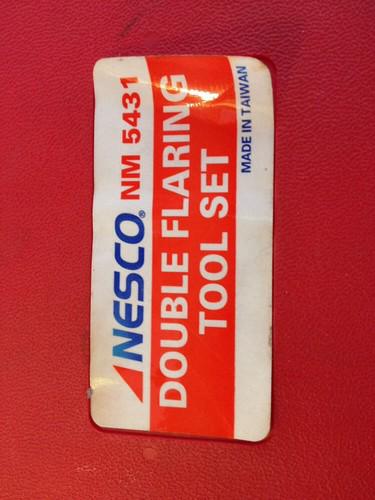 NESCO® NM 5431
DOUBLE FLARING
TOOL SET
MADE IN TAIWAN